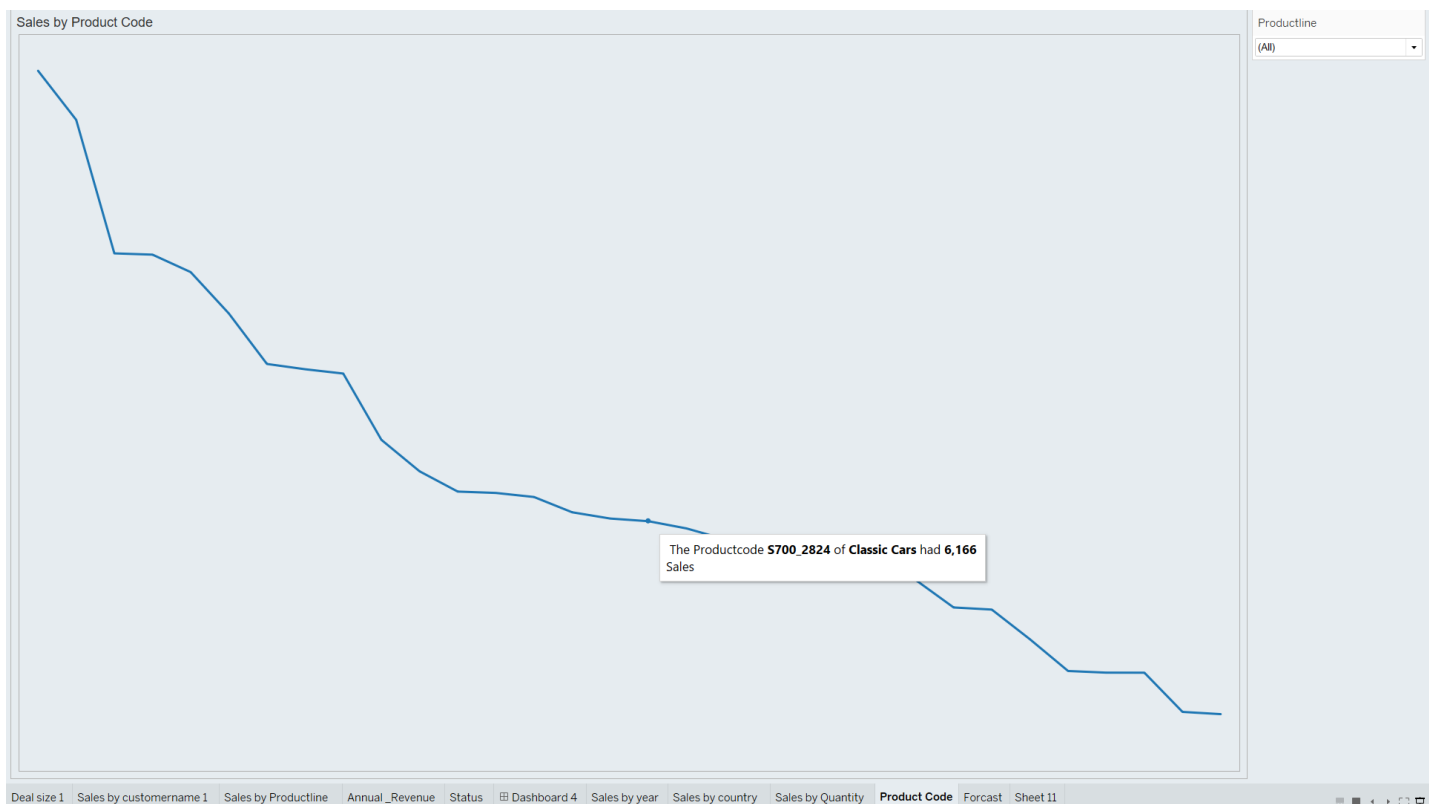 Sales by Product Code
Productline
(All)
The Productcode S700_2824 of Classic Cars had 6,166
Sales
Deal size 1 Sales by customername 1 Sales by Productline Annual _Revenue Status Dashboard 4 Sales by year Sales by country Sales by Quantity Product Code Forcast Sheet 11